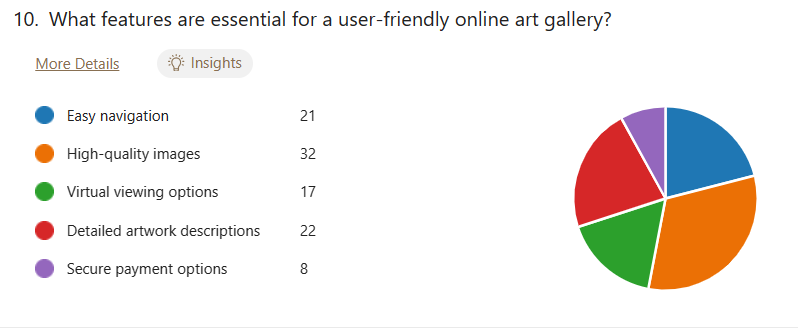 10. What features are essential for a user-friendly online art gallery?
More Details Insights
Easy navigation 21
High-quality images 32
Virtual viewing options 17
Detailed artwork descriptions 22
Secure payment options 8